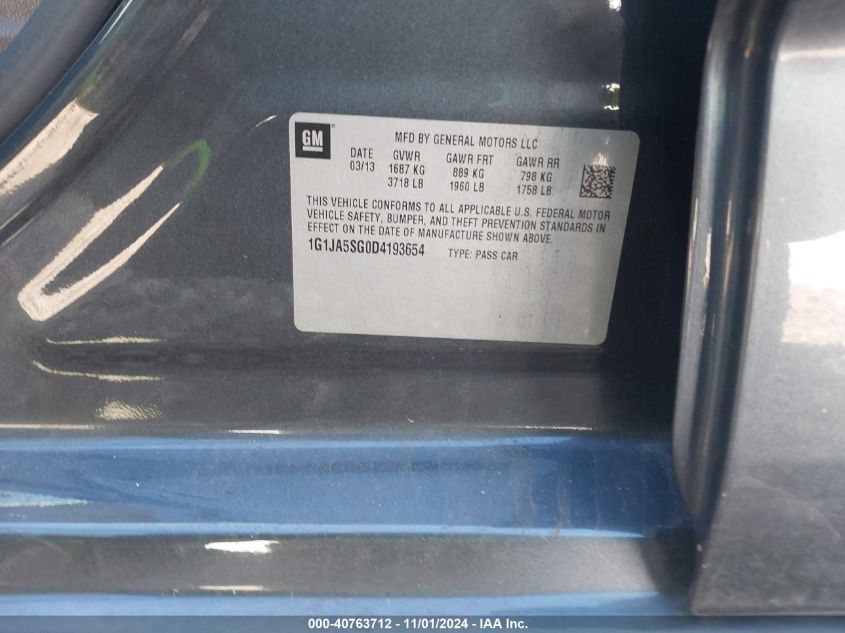 GM
MFD BY GENERAL MOTORS LLC
DATE GVWR GAWR FRT GAWR RR
03/13 1687 KG 889 KG 798 KG
3718 LB 1960 LB 1758 LB
THIS VEHICLE CONFORMS TO ALL APPLICABLE U.S. FEDERAL MOTOR
VEHICLE SAFETY, BUMPER, AND THEFT PREVENTION STANDARDS IN
EFFECT ON THE DATE OF MANUFACTURE SHOWN ABOVE.
1G1JA5SG0D4193654 TYPE: PASS CAR
000-40763712 - 11/01/2024 - IAA Inc.